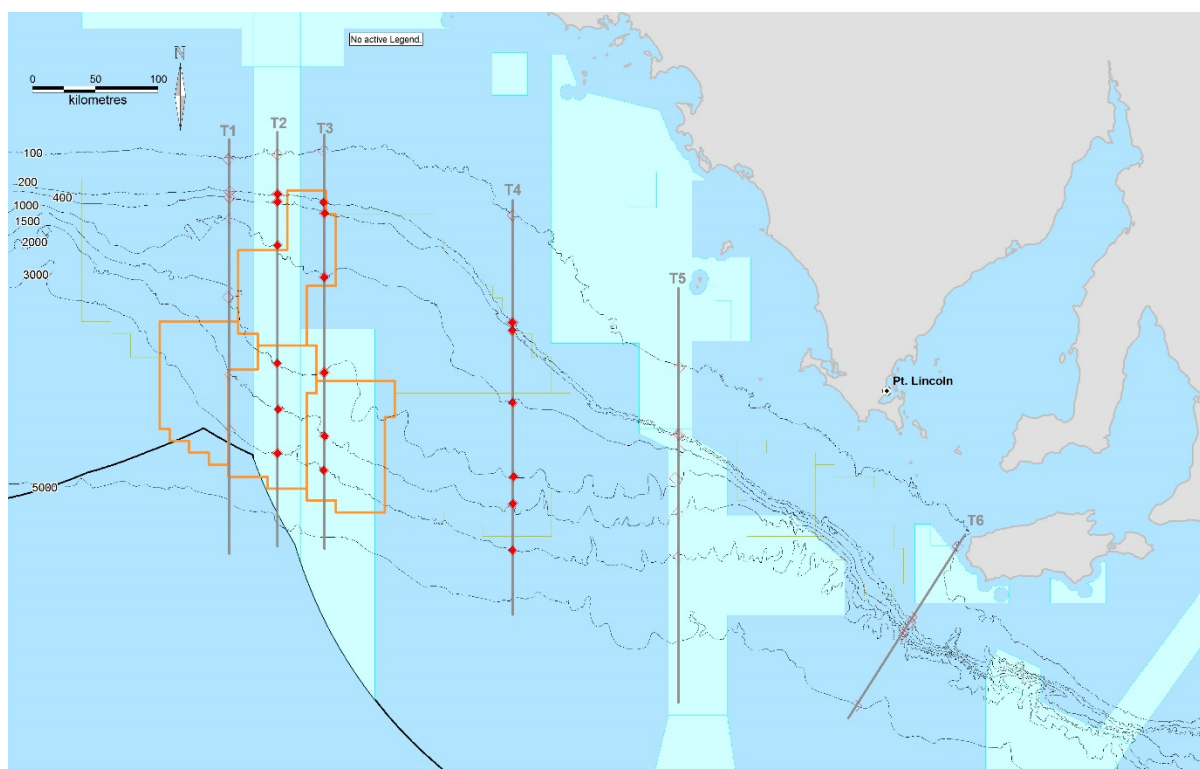 No active Legend.
N
0 50 100
kilometres
T1
T2
T3
T4
T5
T6
100
200
400
1000
1500
2000
3000
5000
Pt. Lincoln